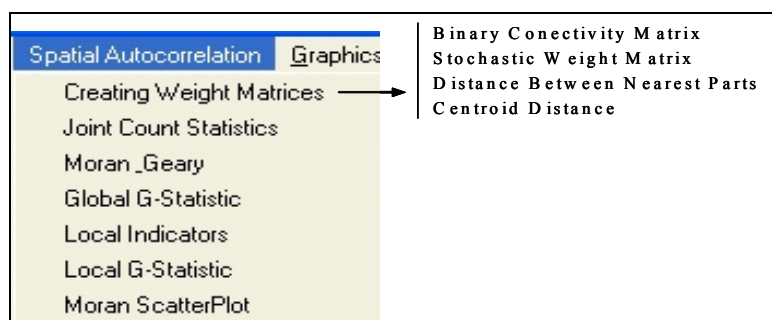 Spatial Autocorrelation Graphics
Creating Weight Matrices
Joint Count Statistics
Moran_Geary
Global G-Statistic
Local Indicators
Local G-Statistic
Moran ScatterPlot
Binary Conectivity Matrix
Stochastic Weight Matrix
Distance Between Nearest Parts
Centroid Distance